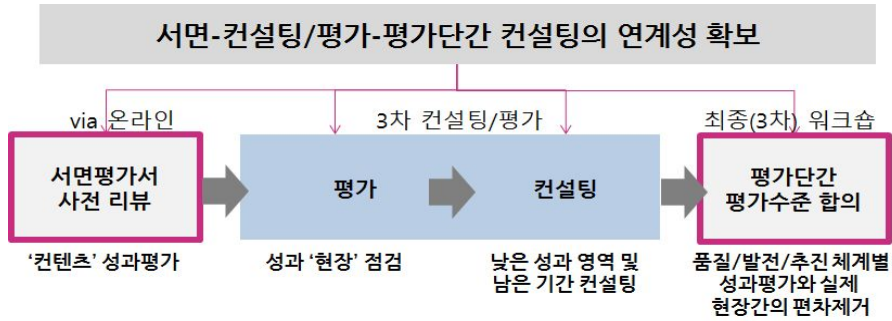 서면-컨설팅/평가-평가단간 컨설팅의 연계성 확보
via 온라인
3차 컨설팅/평가
최종(3차) 워크숍
서면평가서
사전 리뷰
평가
컨설팅
평가단간
평가수준 합의
‘컨텐츠’ 성과평가
성과 ‘현장’ 점검
낮은 성과 영역 및
남은 기간 컨설팅
품질/발전/추진 체계별
성과평가와 실제
현장간의 편차제거